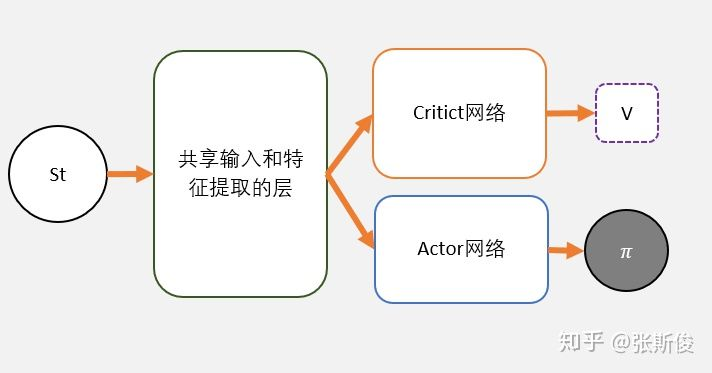 St
共享输入和特
征提取的层
Critict网络
V
Actor网络
π
知乎 @张斯俊